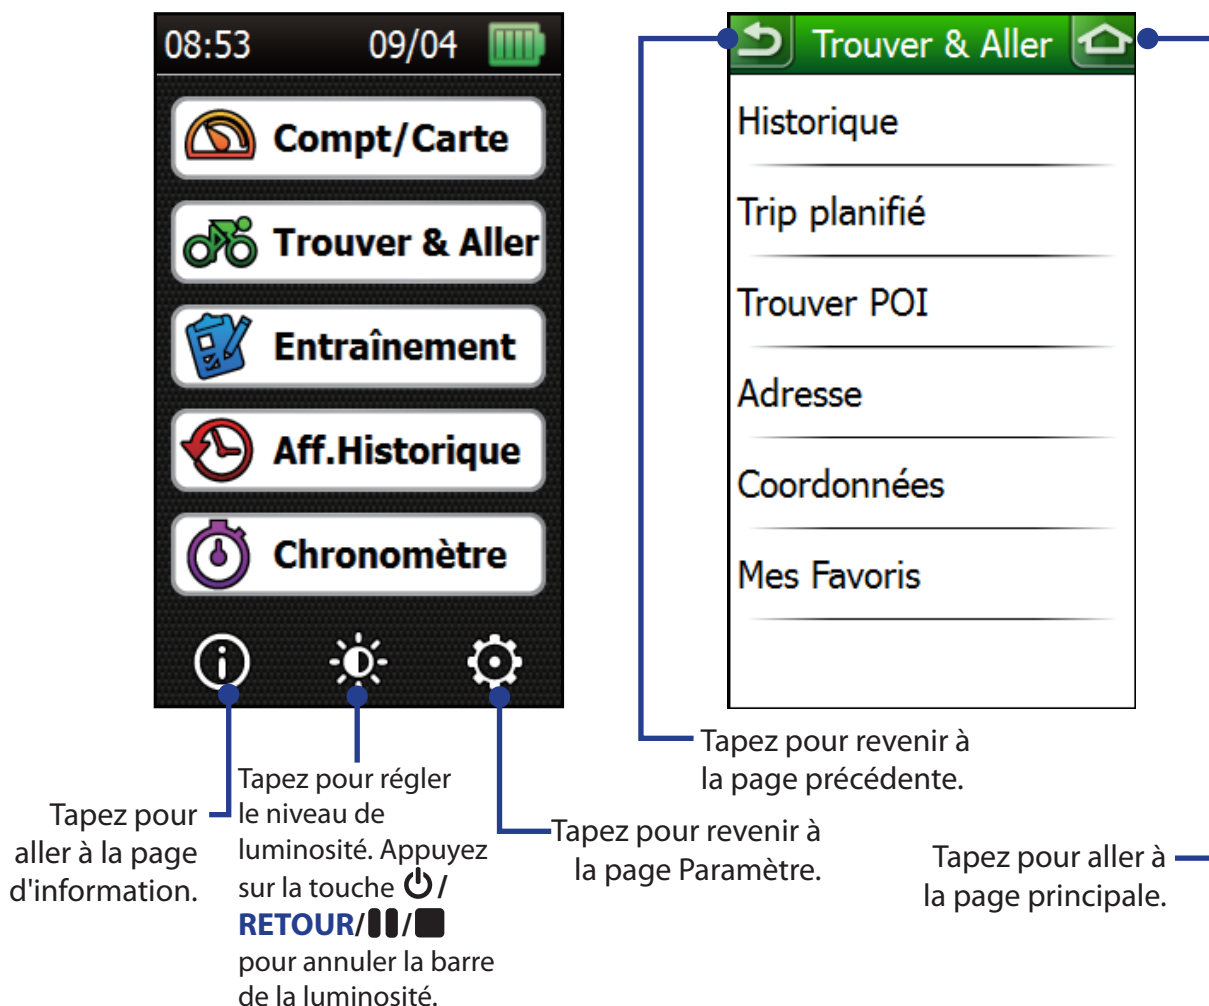 08:53 09/04
Compt/Carte
Trouver & Aller
Entraînement
Aff.Historique
Chronomètre
Trouver & Aller
Historique
Trip planifié
Trouver POI
Adresse
Coordonnées
Mes Favoris
Tapez pour
aller à la page
d'information.
Tapez pour régler
le niveau de
luminosité. Appuyez
sur la touche /
RETOUR/ /
pour annuler la barre
de la luminosité.
Tapez pour revenir à
la page Paramètre.
Tapez pour revenir à
la page précédente.
Tapez pour aller à
la page principale.